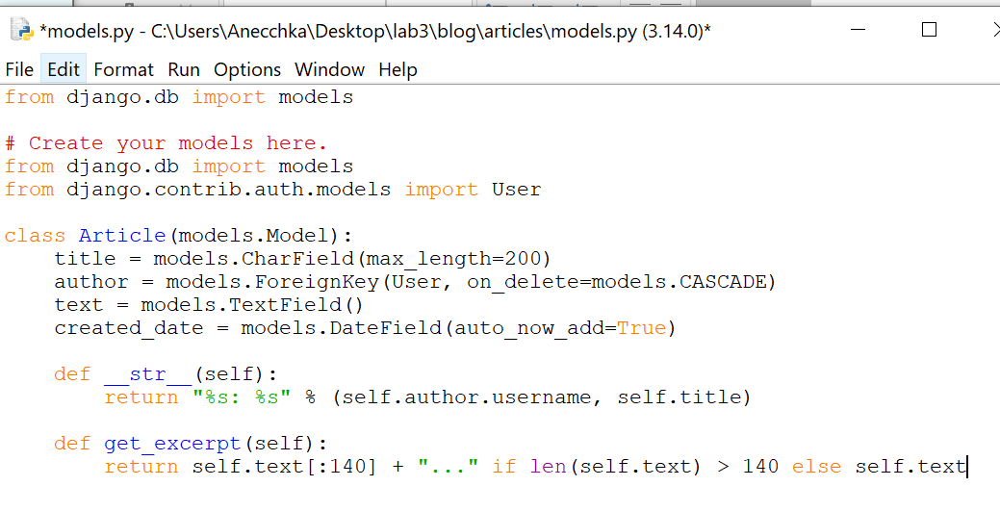 *models.py - C:\Users\Anecchka\Desktop\lab3\blog\articles\models.py (3.14.0)*
File Edit Format Run Options Window Help
from django.db import models
# Create your models here.
from django.db import models
from django.contrib.auth.models import User
class Article(models.Model):
    title = models.CharField(max_length=200)
    author = models.ForeignKey(User, on_delete=models.CASCADE)
    text = models.TextField()
    created_date = models.DateField(auto_now_add=True)
    def __str__(self):
        return "%s: %s" % (self.author.username, self.title)
    def get_excerpt(self):
        return self.text[:140] + "..." if len(self.text) > 140 else self.text